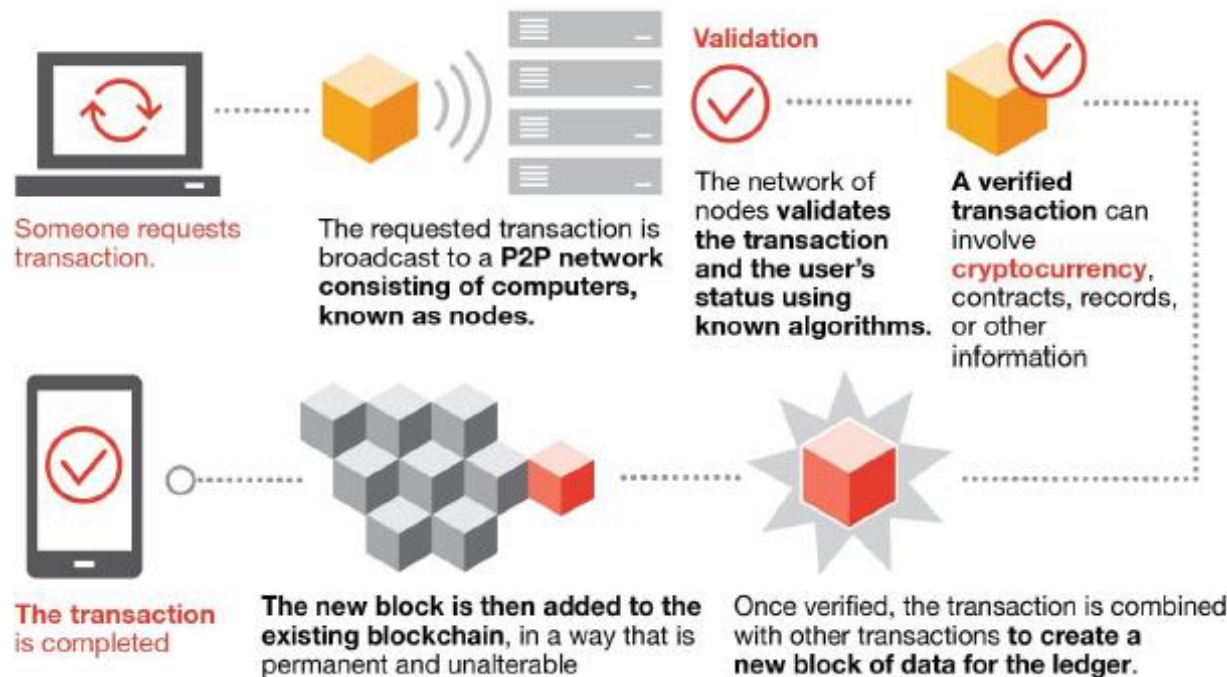 Someone requests
transaction.
The requested transaction is
broadcast to a P2P network
consisting of computers,
known as nodes.
Validation
The network of
nodes validates
the transaction
and the user's
status using
known algorithms.
A verified
transaction can
involve
cryptocurrency,
contracts, records,
or other
information
Once verified, the transaction is combined
with other transactions to create a
new block of data for the ledger.
The new block is then added to the
existing blockchain, in a way that is
permanent and unalterable
The transaction
is completed